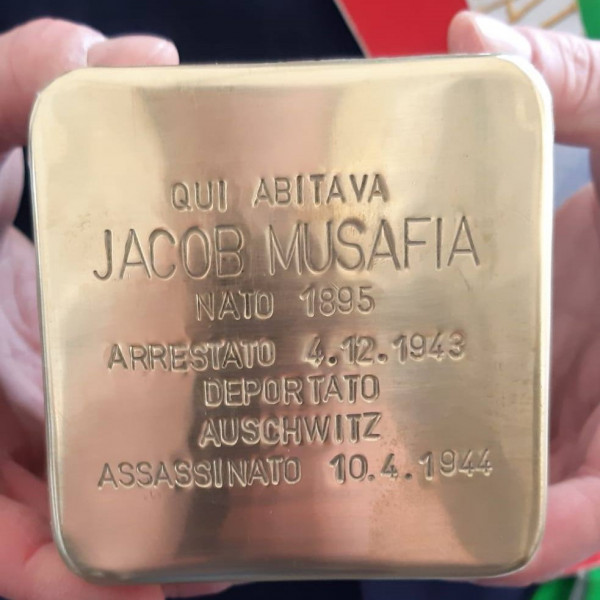 QUI ABITAVA
JACOB MUSAFIA
NATO 1895
ARRESTATO 4.12.1943
DEPORTATO
AUSCHWITZ
ASSASSINATO 10.4.1944